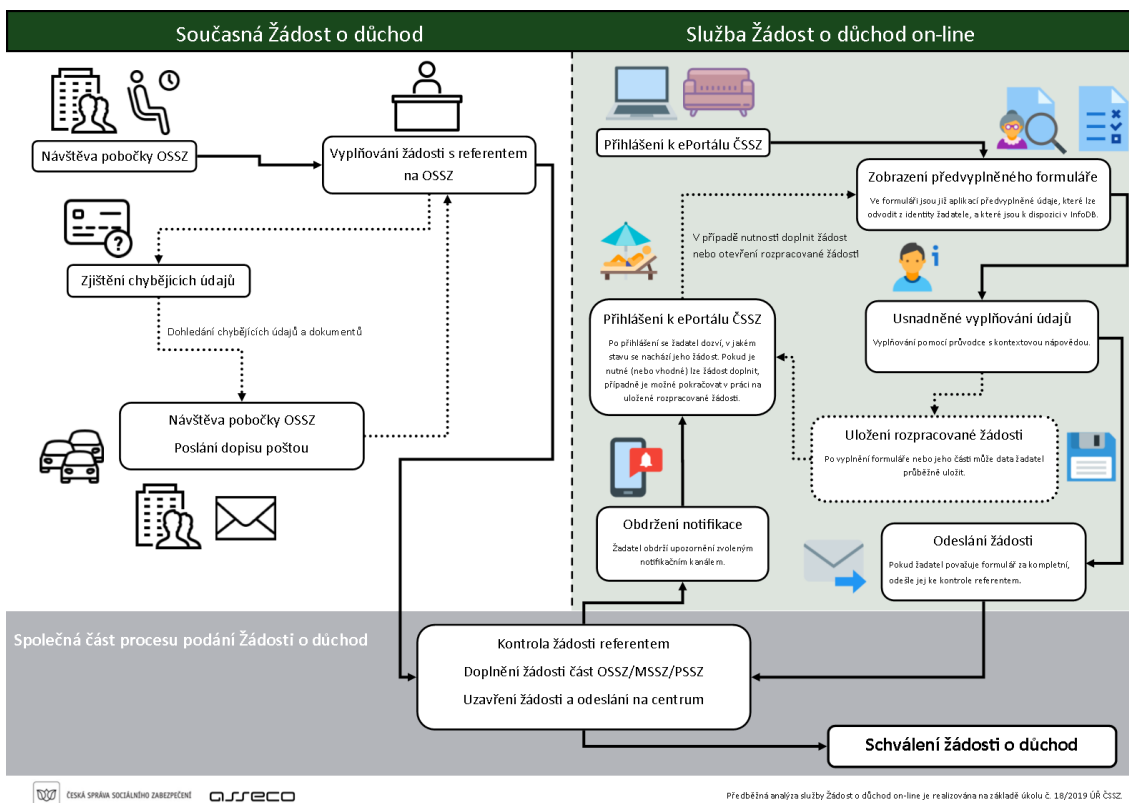 Současná Žádost o důchod
Služba Žádost o důchod on-line
Návštěva pobočky OSSZ
Vyplňování žádosti s referentem
na OSSZ
Zjištění chybějících údajů
Dohledání chybějících údajů a dokumentů
Návštěva pobočky OSSZ
Poslání dopisu poštou
Přihlášení k ePortálu ČSSZ
Zobrazení předvyplněného formuláře
Ve formuláři jsou již aplikací předvyplněné údaje, které lze
odvodit z identity žadatele, a které jsou k dispozici v InfoDB.
V případě nutnosti doplnit žádost
nebo otevření rozpracované žádosti
Usnadněné vyplňování údajů
Vyplňování pomocí průvodce s kontextovou nápovědou.
Přihlášení k ePortálu ČSSZ
Po přihlášení se žadatel dozví, v jakém
stavu se nachází jeho žádost. Pokud je
nutné (nebo vhodné) lze žádost doplnit,
případně je možné pokračovat v práci na
uložené rozpracované žádosti.
Uložení rozpracované žádosti
Po vyplnění formuláře nebo jeho části může data žadatel
průběžně uložit.
Obdržení notifikace
Žadatel obdrží upozornění zvoleným
notifikačním kanálem.
Odeslání žádosti
Pokud žadatel považuje formulář za kompletní,
odešle jej ke kontrole referentem.
Společná část procesu podání Žádosti o důchod
Kontrola žádosti referentem
Doplnění žádosti část OSSZ/MSSZ/PSSZ
Uzavření žádosti a odeslání na centrum
Schválení žádosti o důchod
ČESKÁ SPRÁVA SOCIÁLNÍHO ZABEZPEČENÍ
asseco
Předběžná analýza služby Žádost o důchod on-line je realizována na základě úkolu č. 18/2019 ÚŘ ČSSZ.